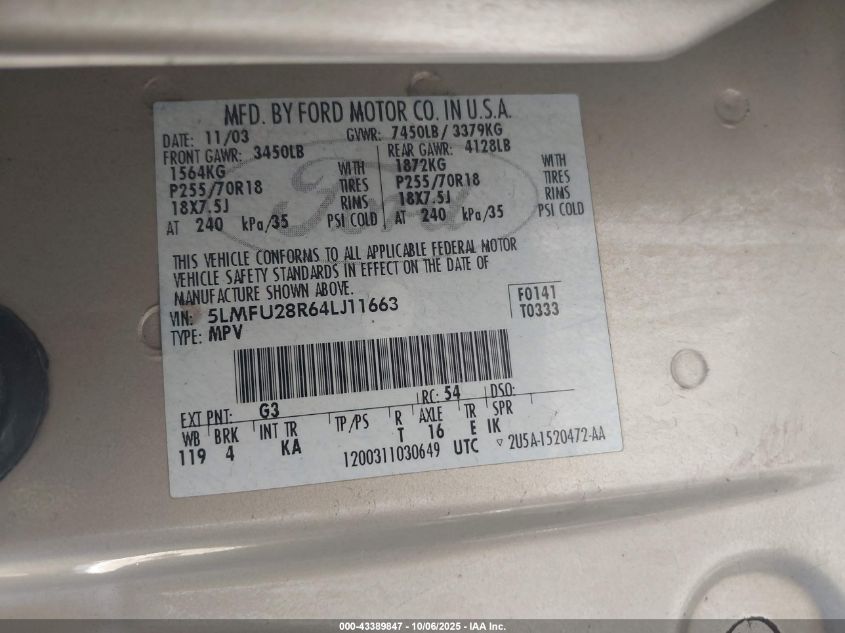 MFD. BY FORD MOTOR CO. IN U.S.A.
DATE: 11/03 GVWR: 7450LB/ 3379KG
FRONT GAWR: 3450LB REAR GAWR: 4128LB
1564KG WITH 1872KG WITH
P255/70R18 TIRES P255/70R18 TIRES
18X7.5J RIMS 18X7.5J RIMS
AT 240 kPa/35 PSI COLD AT 240 kPa/35 PSI COLD
Ford
THIS VEHICLE CONFORMS TO ALL APPLICABLE FEDERAL MOTOR
VEHICLE SAFETY STANDARDS IN EFFECT ON THE DATE OF
MANUFACTURE SHOWN ABOVE.
VIN: 5LMFU28R64LJ11663 F0141
TYPE: MPV T0333
EXT PNT: G3 RC: 54 DSO:
WB BRK INT TR TP/PS R AXLE TR SPR
119 4 KA T 16 E IK
1200311030649 UTC ▽ 2U5A-1520472-AA
000-43389847 - 10/06/2025 - IAA Inc.